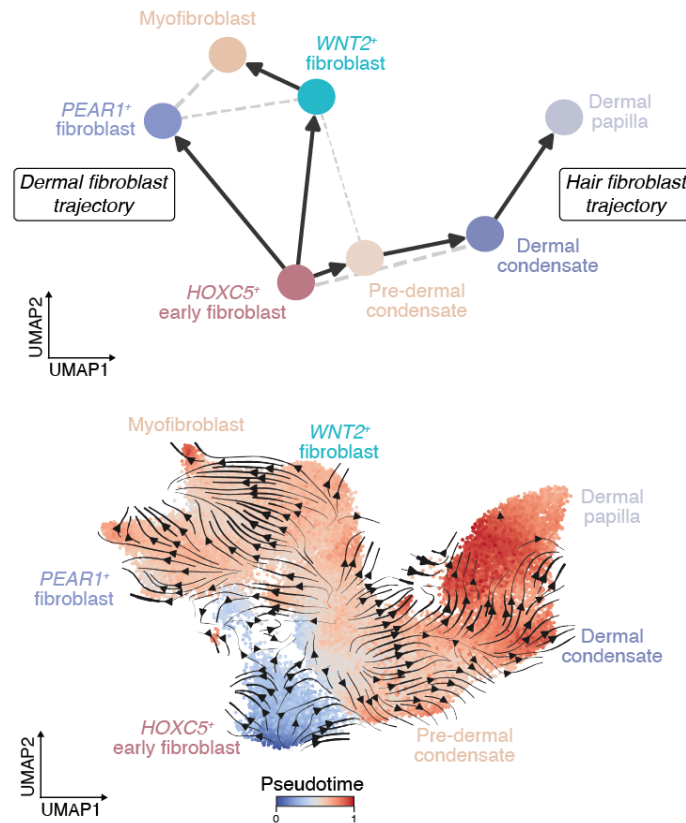 Myofibroblast
WNT2⁺
fibroblast
PEAR1⁺
fibroblast
Dermal
papilla
Dermal fibroblast
trajectory
Hair fibroblast
trajectory
Dermal
condensate
HOXC5⁺
early fibroblast
Pre-dermal
condensate
UMAP2
UMAP1
Myofibroblast
WNT2⁺
fibroblast
Dermal
papilla
PEAR1⁺
fibroblast
Dermal
condensate
HOXC5⁺
early fibroblast
Pre-dermal
condensate
UMAP2
UMAP1
Pseudotime
0 1